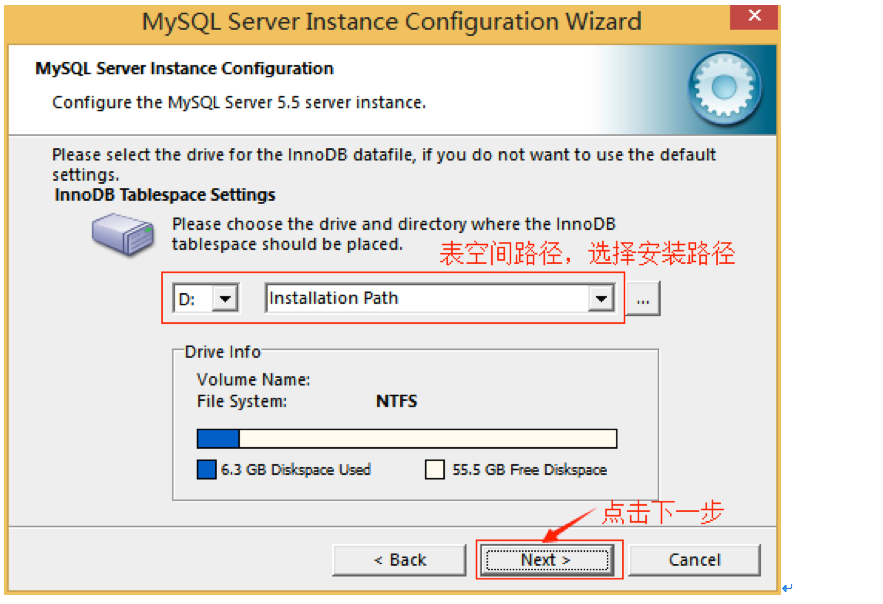 MySQL Server Instance Configuration Wizard
MySQL Server Instance Configuration
Configure the MySQL Server 5.5 server instance.
Please select the drive for the InnoDB datafile, if you do not want to use the default
settings.
InnoDB Tablespace Settings
Please choose the drive and directory where the InnoDB
tablespace should be placed.
表空间路径，选择安装路径
D: Installation Path ...
Drive Info
Volume Name:
File System: NTFS
6.3 GB Diskspace Used 55.5 GB Free Diskspace
点击下一步
< Back Next > Cancel